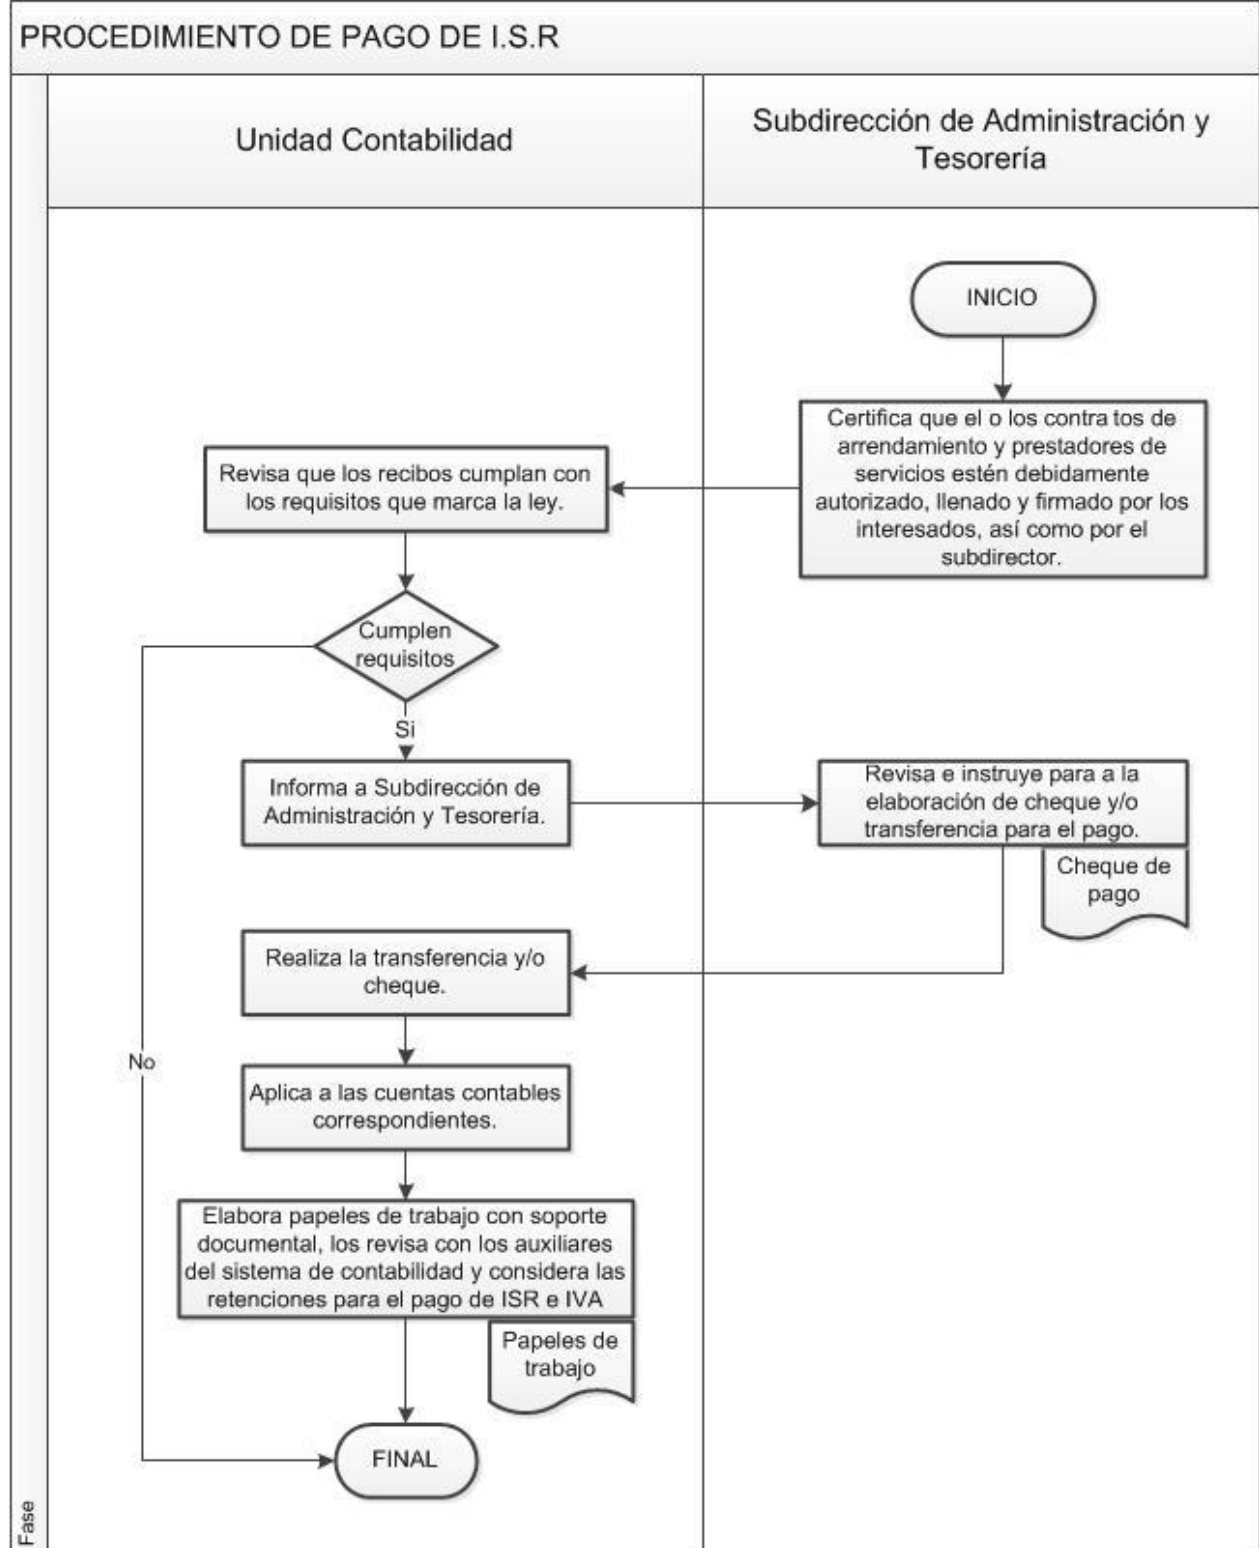 PROCEDIMIENTO DE PAGO DE I.S.R
Unidad Contabilidad
Subdirección de Administración y
Tesorería
INICIO
Certifica que el o los contra tos de
arrendamiento y prestadores de
servicios estén debidamente
autorizado, llenado y firmado por los
interesados, así como por el
subdirector.
Revisa que los recibos cumplan con
los requisitos que marca la ley.
Cumplen
requisitos
Si
Informa a Subdirección de
Administración y Tesorería.
Revisa e instruye para a la
elaboración de cheque y/o
transferencia para el pago.
Cheque de
pago
Realiza la transferencia y/o
cheque.
No
Aplica a las cuentas contables
correspondientes.
Elabora papeles de trabajo con soporte
documental, los revisa con los auxiliares
del sistema de contabilidad y considera las
retenciones para el pago de ISR e IVA
Papeles de
trabajo
FINAL
Fase